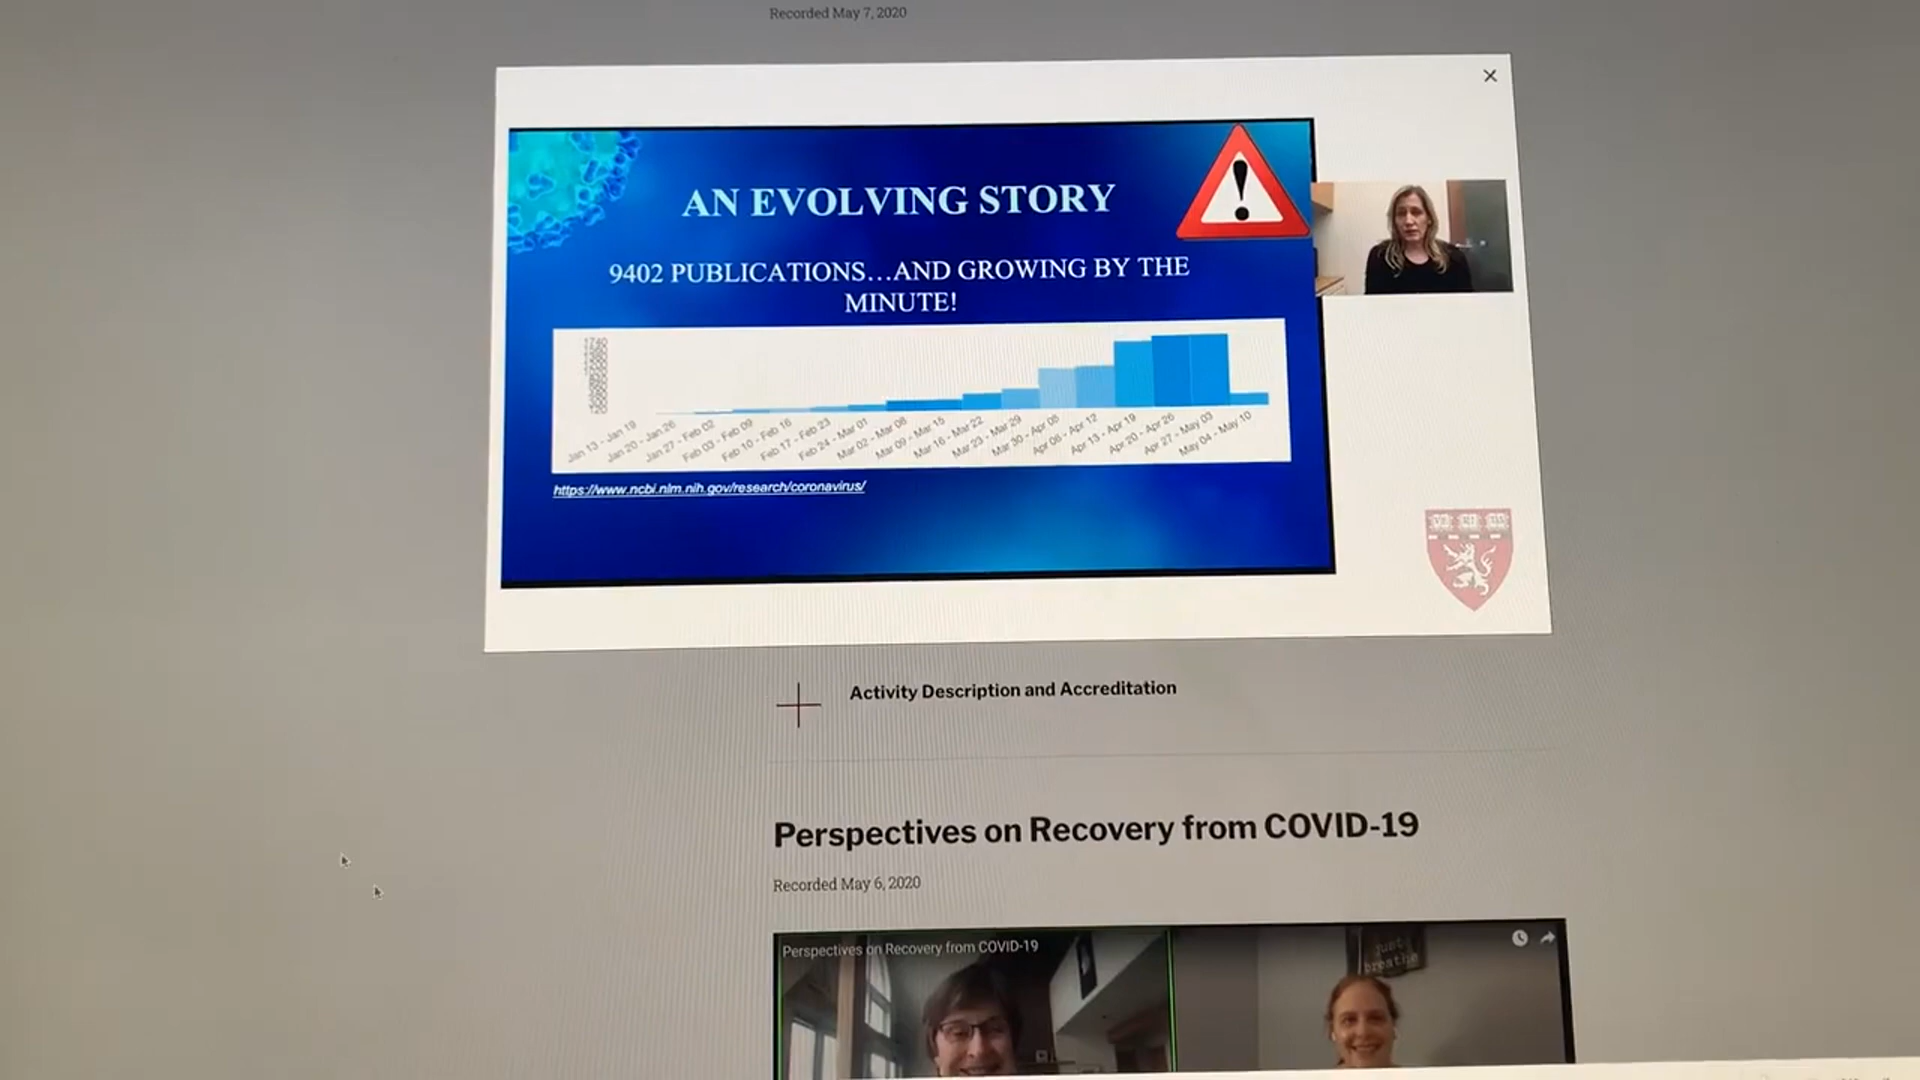 Recorded May 7, 2020
AN EVOLVING STORY
9402 PUBLICATIONS...AND GROWING BY THE
MINUTE!
1740
Jan 13 - Jan 19
Jan 20 - Jan 26
Jan 27 - Feb 02
Feb 03 - Feb 09
Feb 10 - Feb 16
Feb 17 - Feb 23
Feb 24 - Mar 01
Mar 02 - Mar 08
Mar 09 - Mar 15
Mar 16 - Mar 22
Mar 23 - Mar 29
Mar 30 - Apr 05
Apr 06 - Apr 12
Apr 13 - Apr 19
Apr 20 - Apr 26
Apr 27 - May 03
May 04 - May 10
https://www.ncbi.nlm.nih.gov/research/coronavirus/
VE RI TAS
Activity Description and Accreditation
Perspectives on Recovery from COVID-19
Recorded May 6, 2020
Perspectives on Recovery from COVID-19
just
breathe